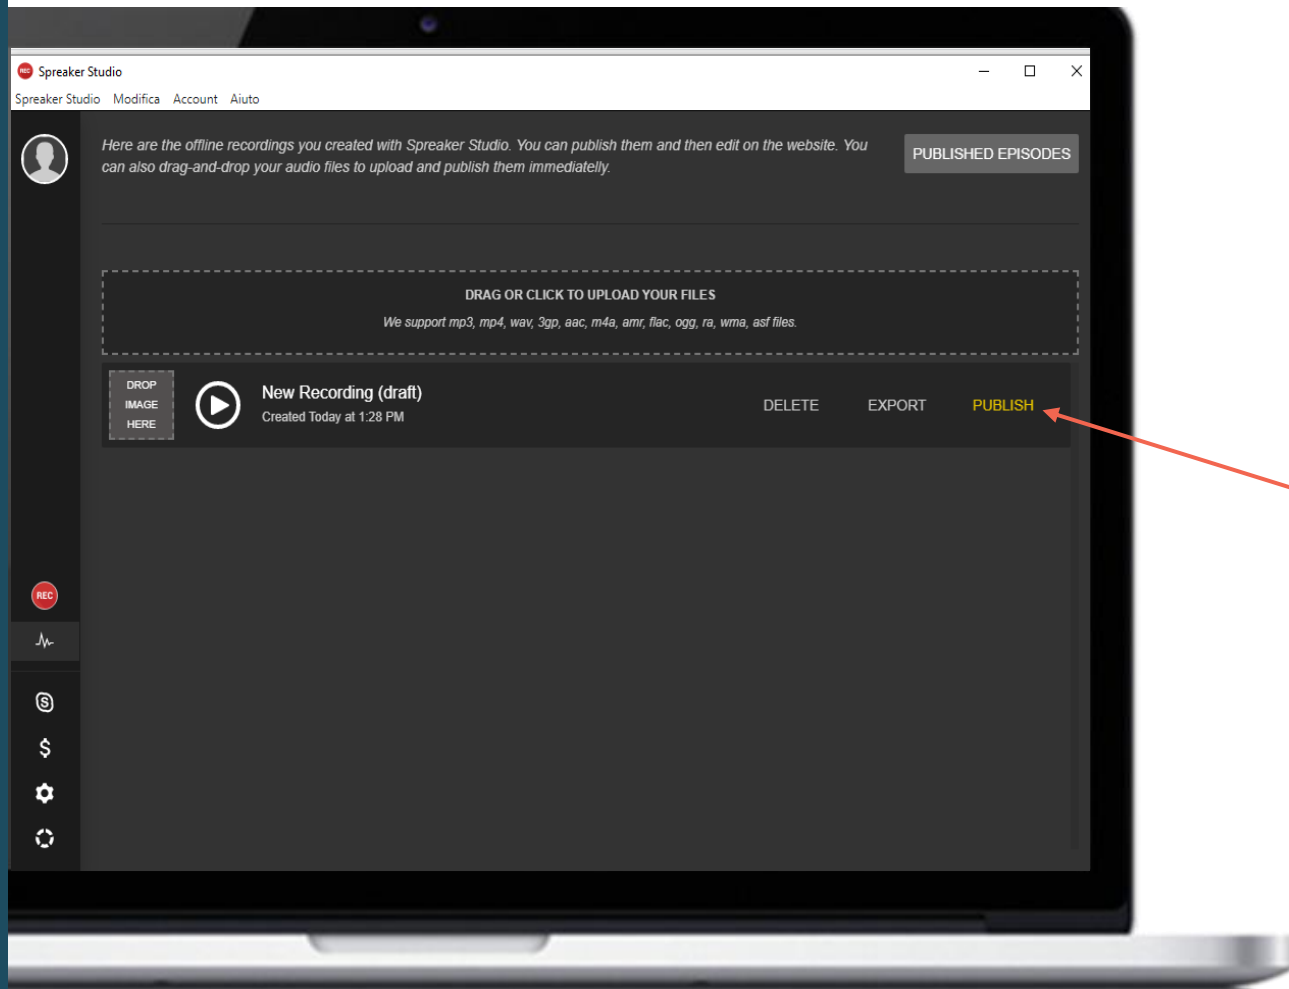 REC Spreaker Studio
Spreaker Studio Modifica Account Aiuto
Here are the offline recordings you created with Spreaker Studio. You can publish them and then edit on the website. You
can also drag-and-drop your audio files to upload and publish them immediatelly.
PUBLISHED EPISODES
DRAG OR CLICK TO UPLOAD YOUR FILES
We support mp3, mp4, wav, 3gp, aac, m4a, amr, flac, ogg, ra, wma, asf files.
DROP
IMAGE
HERE
New Recording (draft)
Created Today at 1:28 PM
DELETE EXPORT PUBLISH
REC